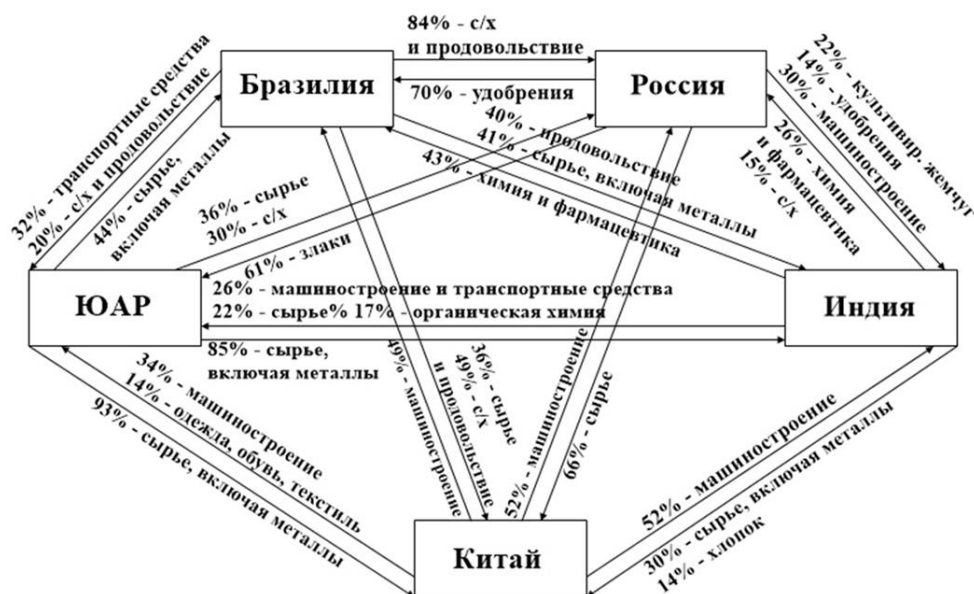 84% - с/х
и продовольствие
Бразилия
Россия
70% - удобрения
32% - транспортные средства
20% - с/х и продовольствие
44% - сырье,
включая металлы
22% - культивир. жемчуг
14% - удобрения
30% - машиностроение
26% - химия
и фармацевтика
15% - с/х
40% - продовольствие
41% - сырье, включая металлы
43% - химия и фармацевтика
36% - сырье
30% - с/х
61% - злаки
ЮАР
Индия
26% - машиностроение и транспортные средства
22% - сырье% 17% - органическая химия
85% - сырье,
включая металлы
49% - машиностроение
36% - сырье
49% - с/х
и продовольствие
52% - машиностроение
66% - сырье
34% - машиностроение
14% - одежда, обувь, текстиль
93% - сырье, включая металлы
52% - машиностроение
30% - сырье, включая металлы
14% - хлопок
Китай